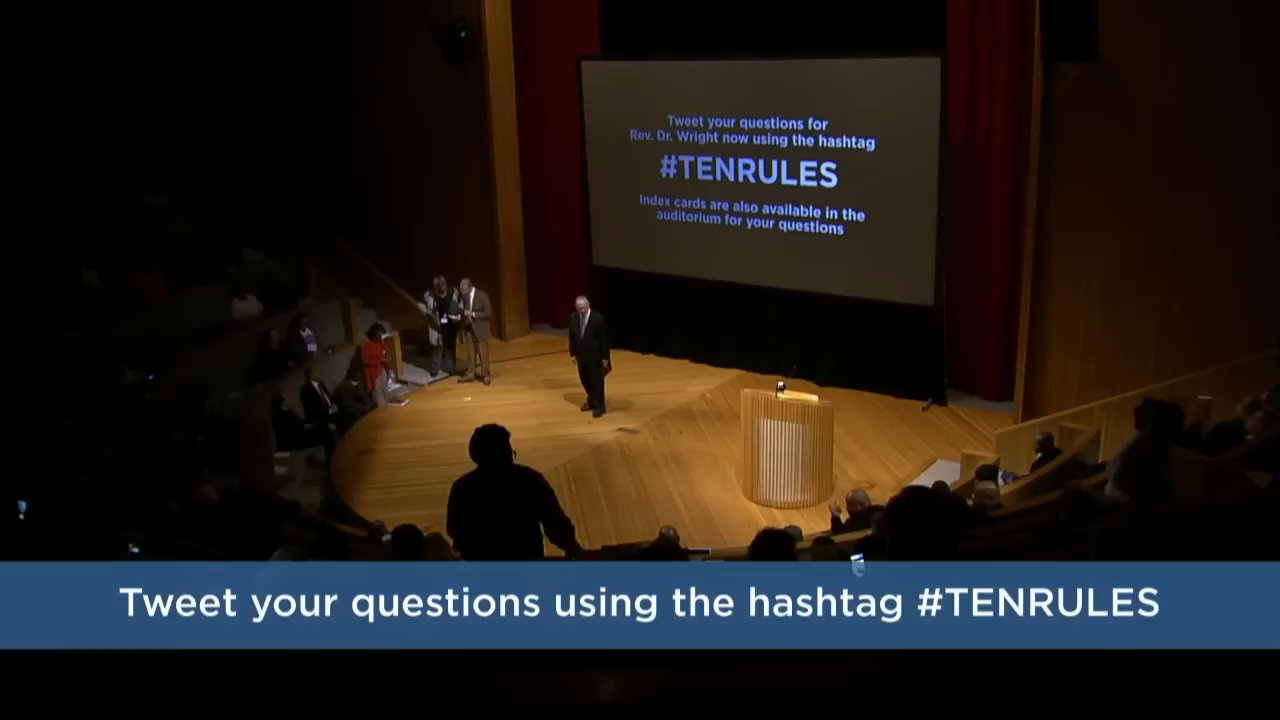 Tweet your questions for
Rev. Dr. Wright now using the hashtag
#TENRULES
Index cards are also available in the
auditorium for your questions
Tweet your questions using the hashtag #TENRULES